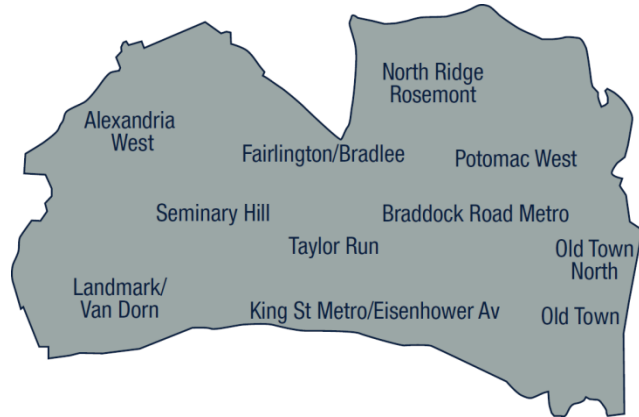 North Ridge
Rosemont
Alexandria
West
Fairlington/Bradlee
Potomac West
Seminary Hill
Braddock Road Metro
Taylor Run
Old Town
North
Landmark/
Van Dorn
King St Metro/Eisenhower Av
Old Town